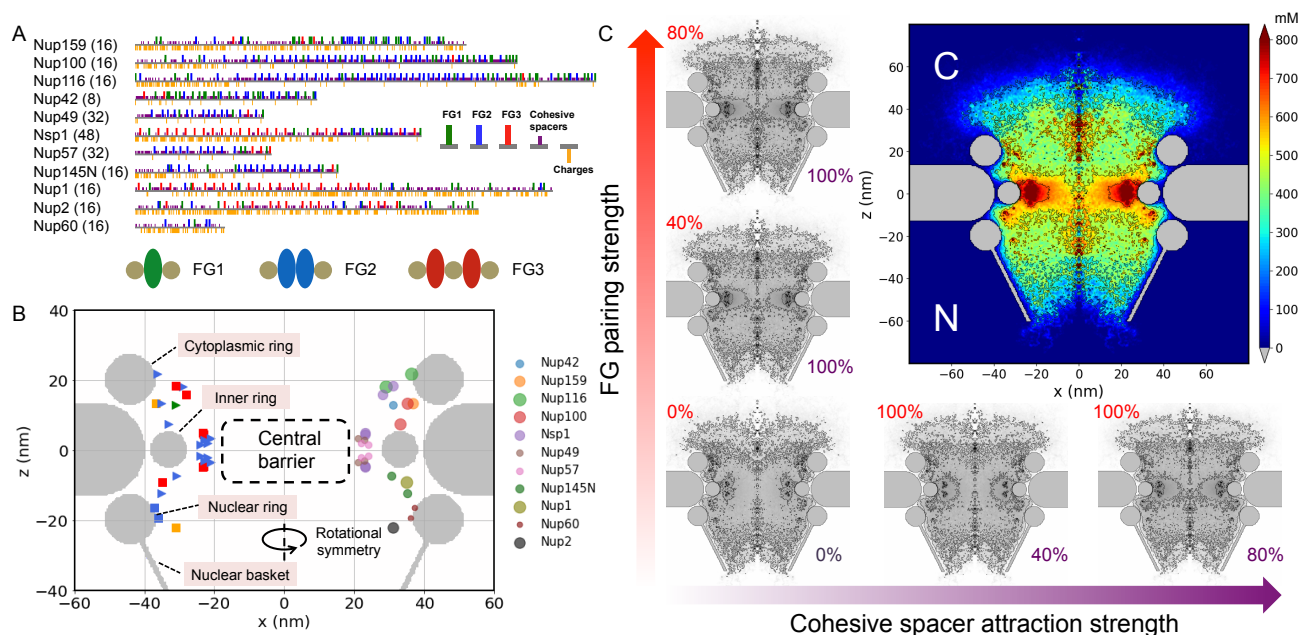 A
Nup159 (16)
Nup100 (16)
Nup116 (16)
Nup42 (8)
Nup49 (32)
Nsp1 (48)
Nup57 (32)
Nup145N (16)
Nup1 (16)
Nup2 (16)
Nup60 (16)
FG1 FG2 FG3 Cohesive
spacers
Charges
FG1 FG2 FG3
B
z (nm)
40
20
0
−20
−40
−60 −40 −20 0 20 40 60
x (nm)
Cytoplasmic ring
Inner ring
Central
barrier
Nuclear ring
Rotational
symmetry
Nuclear basket
Nup42
Nup159
Nup116
Nup100
Nsp1
Nup49
Nup57
Nup145N
Nup1
Nup60
Nup2
C
FG pairing strength
80%
100%
40%
100%
0%
0%
100%
40%
100%
80%
Cohesive spacer attraction strength
C
N
z (nm)
60
40
20
0
−20
−40
−60
−60 −40 −20 0 20 40 60
x (nm)
mM
800
700
600
500
400
300
200
100
0